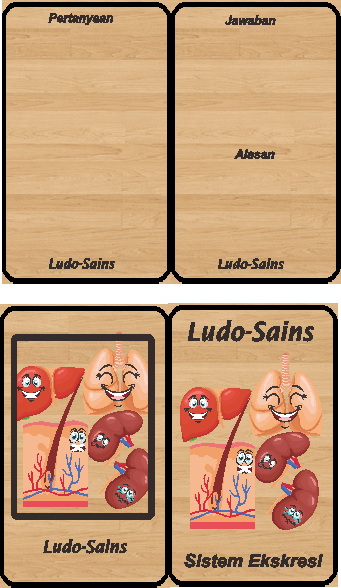 Pertanyaan
Ludo-Sains
Jawaban
Alasan
Ludo-Sains
Ludo-Sains
Ludo-Sains
Sistem Ekskresi